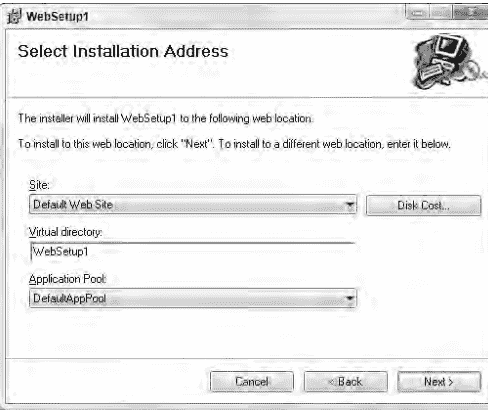 WebSetup1
Select Installation Address
The installer will install WebSetup1 to the following web location.
To install to this web location, click "Next". To install to a different web location, enter it below.
Site:
Default Web Site
Disk Cost...
Virtual directory:
WebSetup1
Application Pool:
DefaultAppPool
Cancel
< Back
Next >